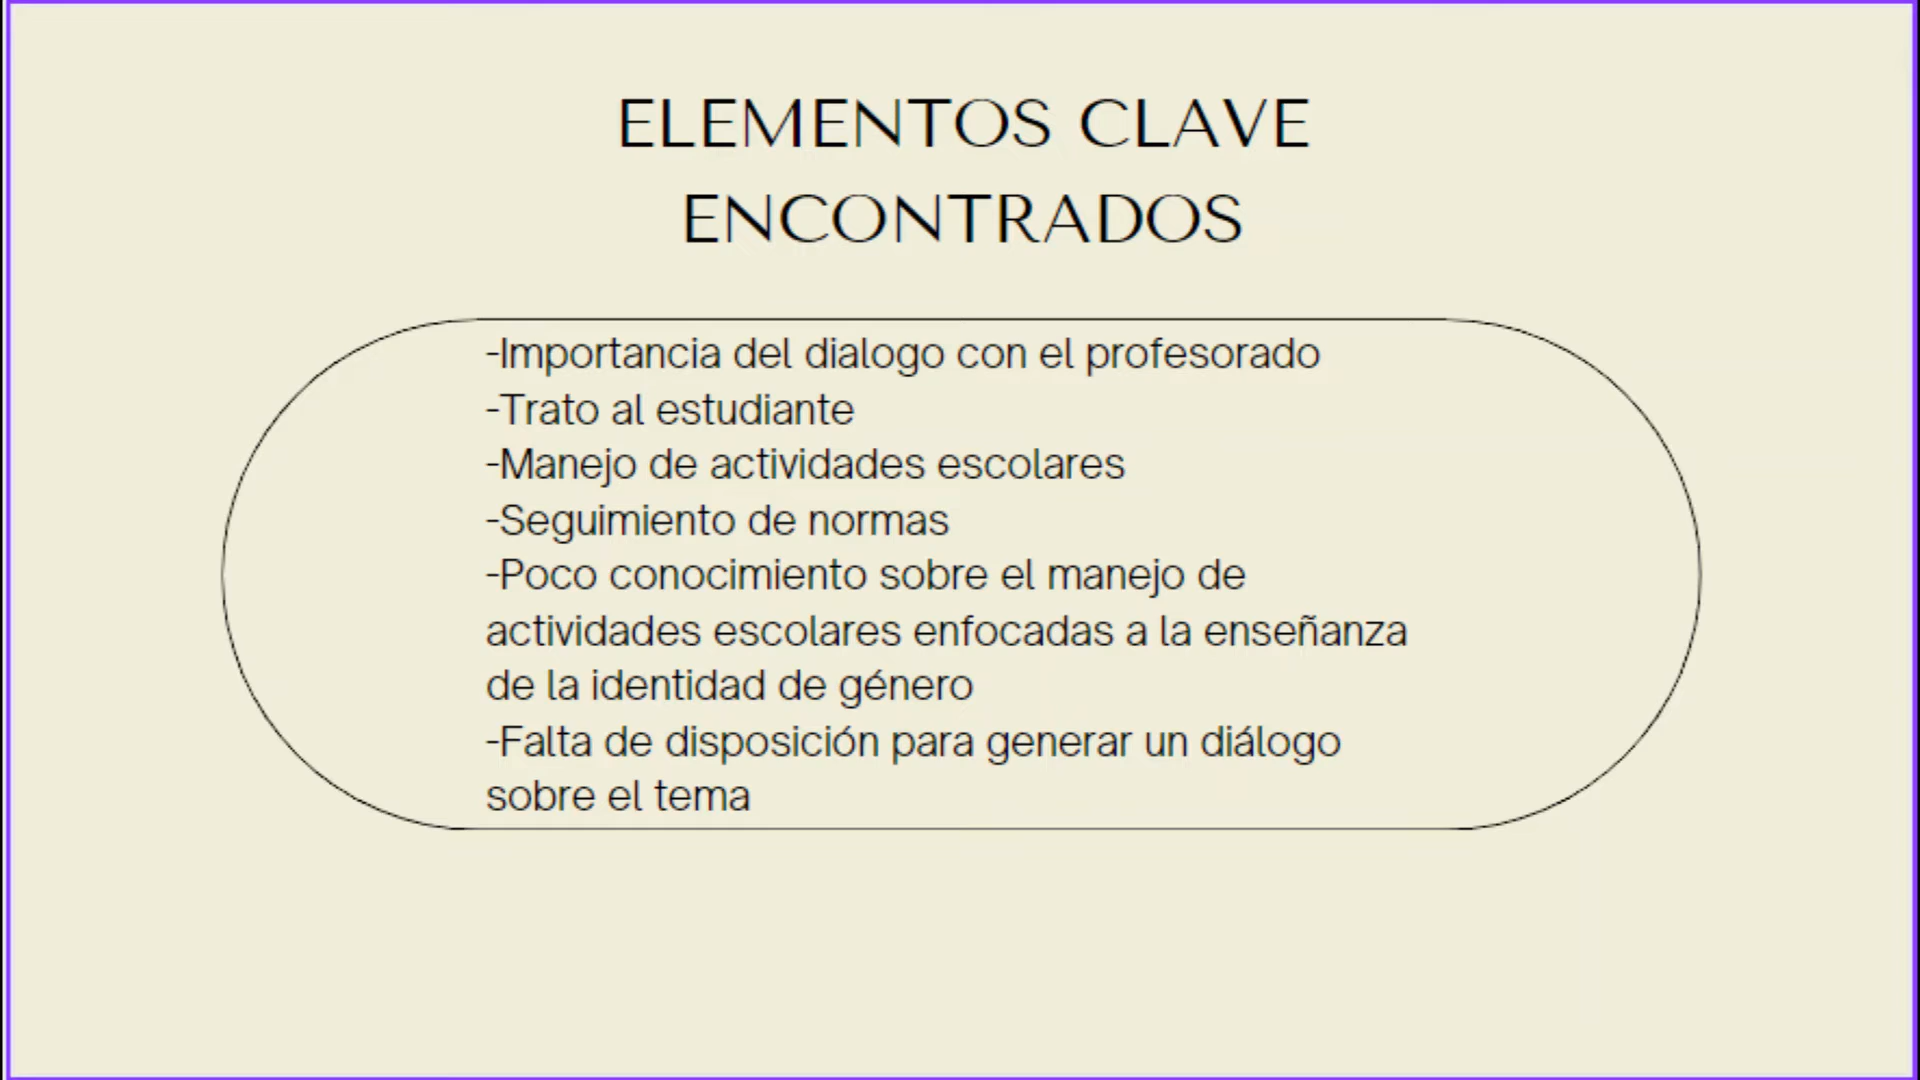 ELEMENTOS CLAVE
ENCONTRADOS
-Importancia del dialogo con el profesorado
-Trato al estudiante
-Manejo de actividades escolares
-Seguimiento de normas
-Poco conocimiento sobre el manejo de
actividades escolares enfocadas a la enseñanza
de la identidad de género
-Falta de disposición para generar un diálogo
sobre el tema